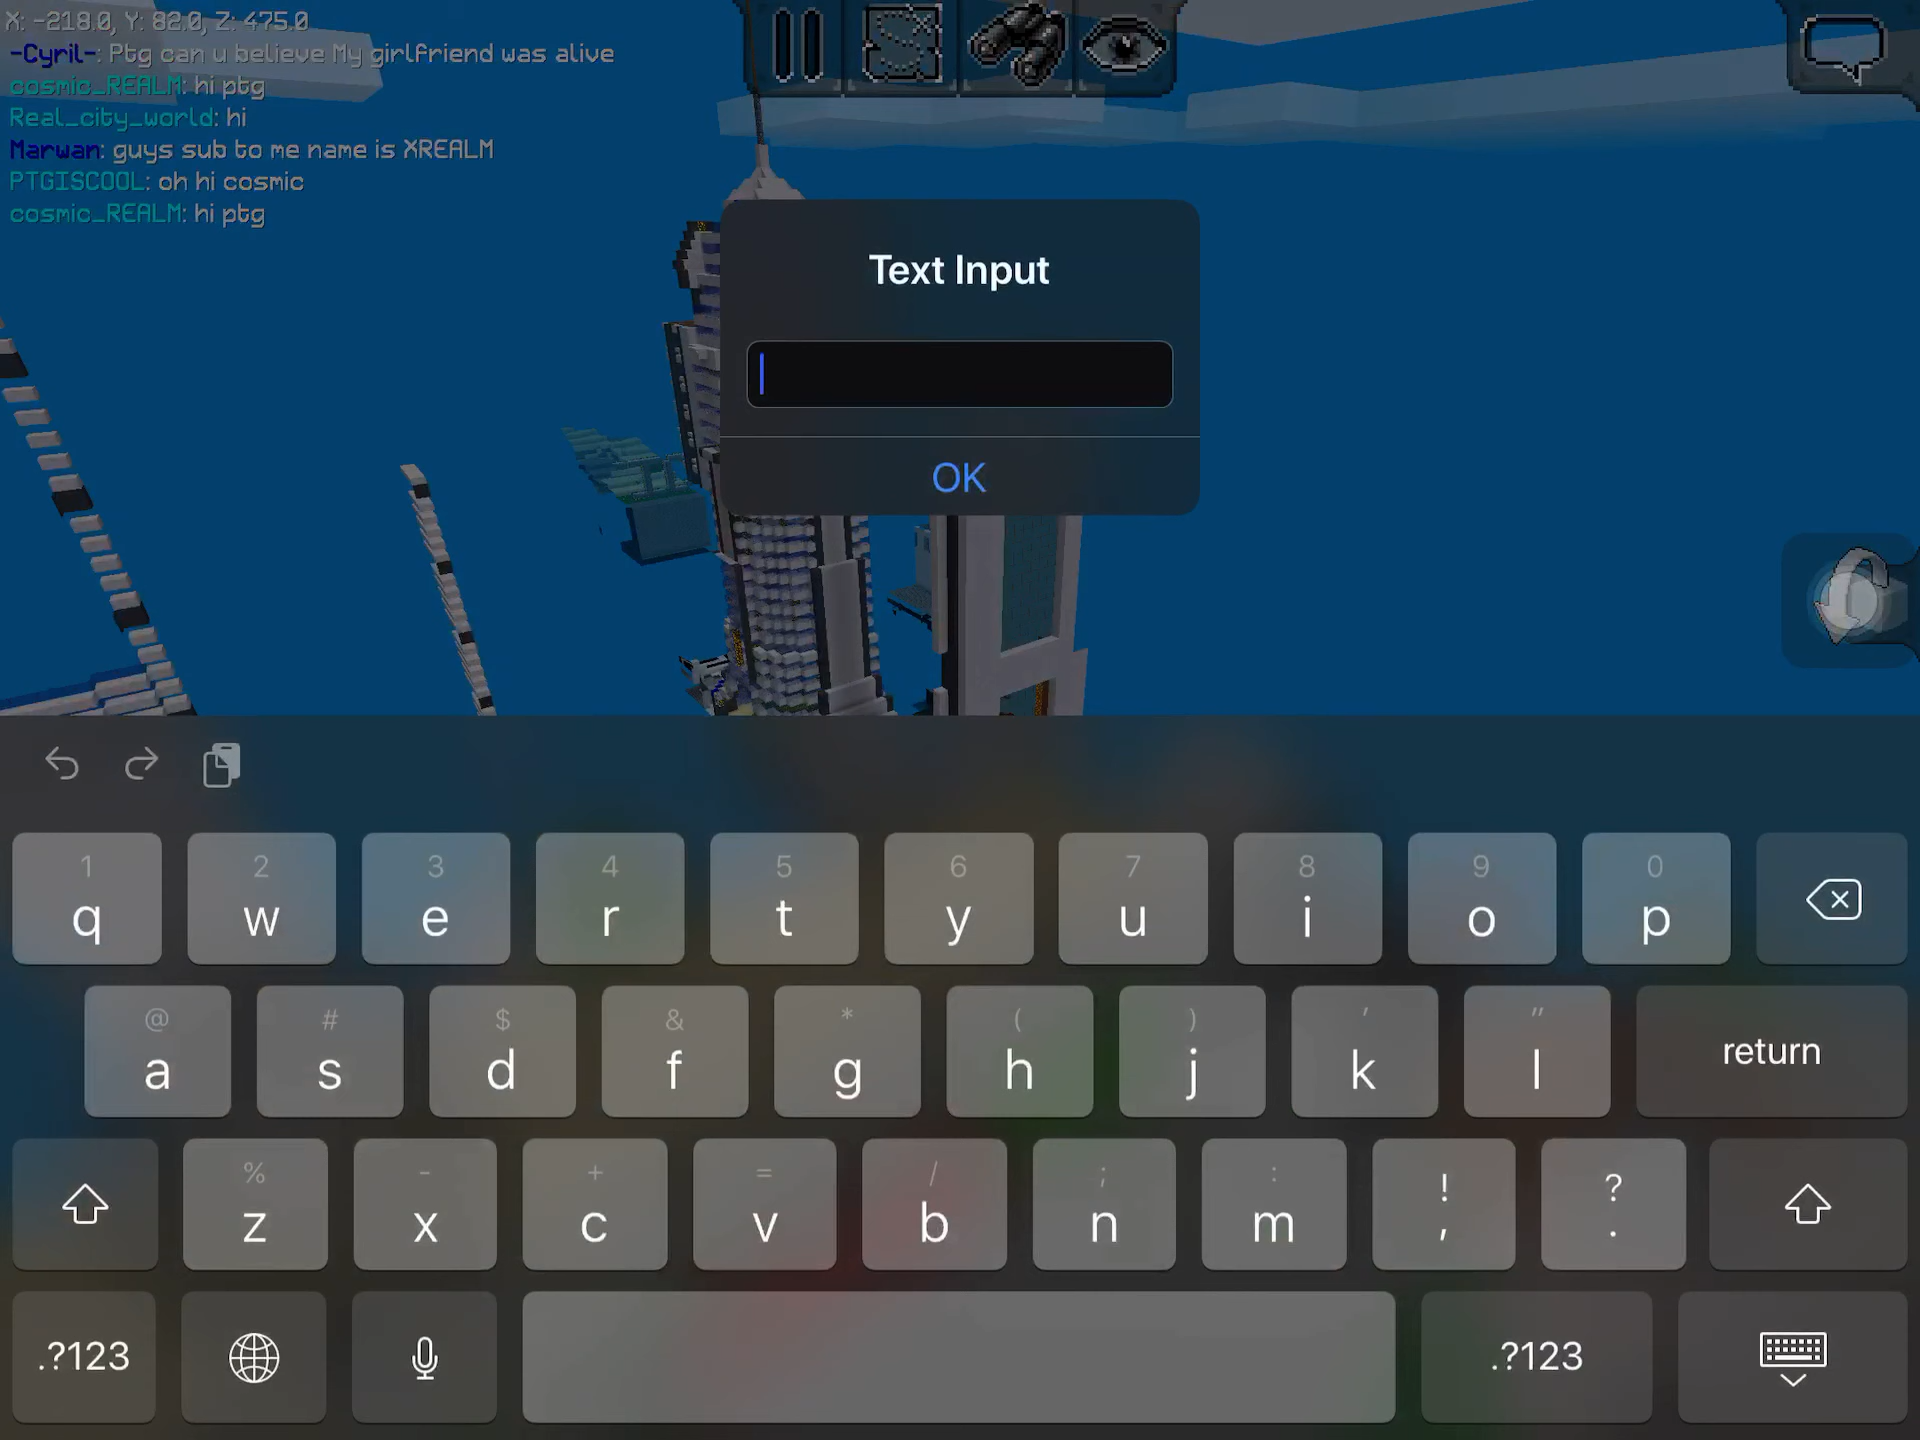 X: -218.0, Y: 82.0, Z: 475.0
-Cyril-: Ptg can u believe My girlfriend was alive
cosmic_REALM: hi ptg
Real_city_world: hi
Marwan: guys sub to me name is XREALM
PTGISCOOL: oh hi cosmic
cosmic_REALM: hi ptg
Text Input
OK
1 2 3 4 5 6 7 8 9 0
q w e r t y u i o p
@ # $ & * ( ) ' "
a s d f g h j k l return
% - + = / ; : ! ?
z x c v b n m , .
.?123 .?123